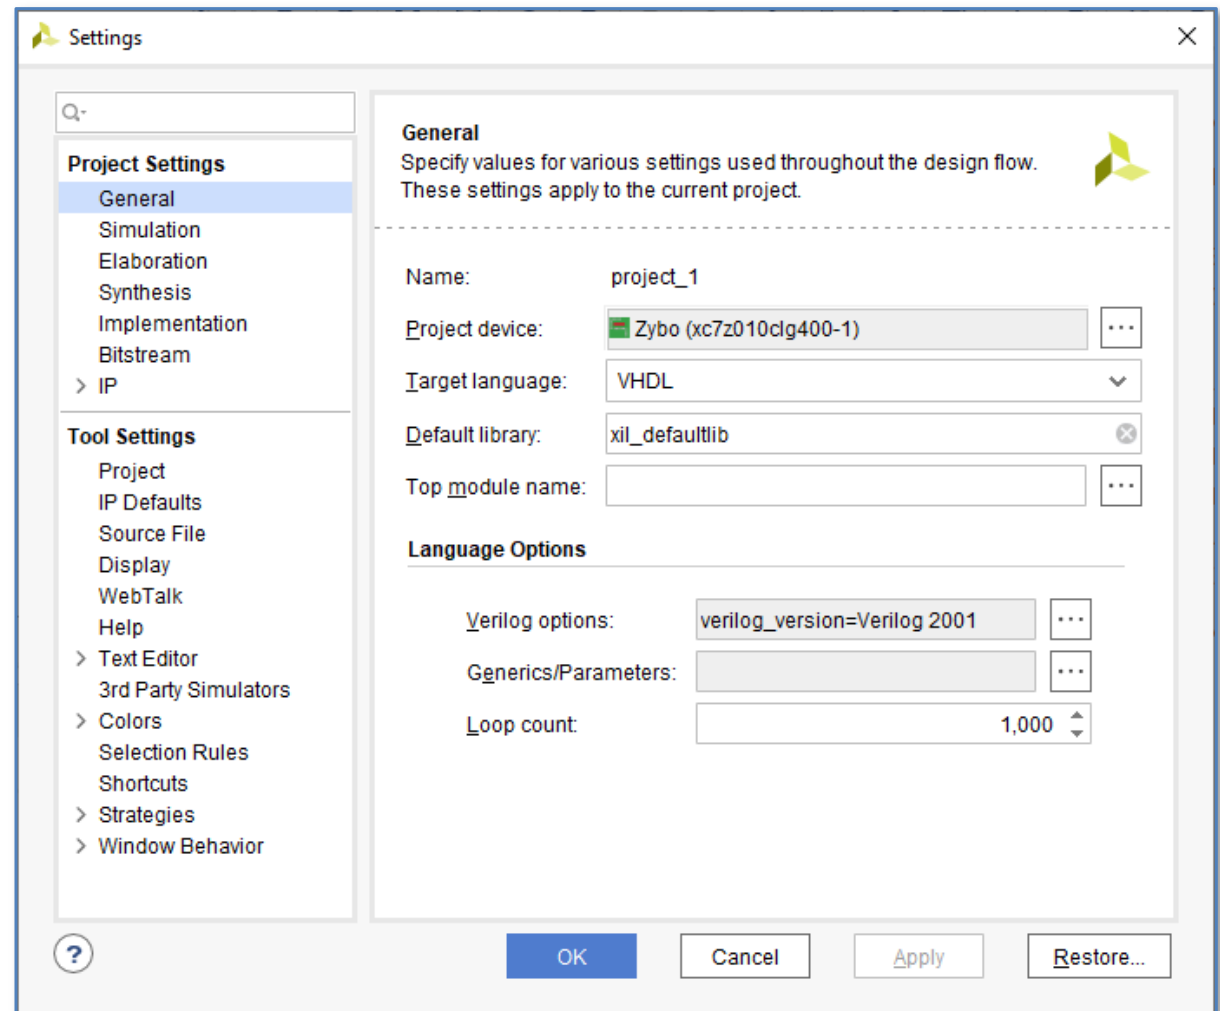 Settings
Project Settings
General
Simulation
Elaboration
Synthesis
Implementation
Bitstream
IP
Tool Settings
Project
IP Defaults
Source File
Display
WebTalk
Help
Text Editor
3rd Party Simulators
Colors
Selection Rules
Shortcuts
Strategies
Window Behavior
General
Specify values for various settings used throughout the design flow.
These settings apply to the current project.
Name: project_1
Project device: Zybo (xc7z010clg400-1)
Target language: VHDL
Default library: xil_defaultlib
Top module name:
Language Options
Verilog options: verilog_version=Verilog 2001
Generics/Parameters:
Loop count: 1,000
? OK Cancel Apply Restore...